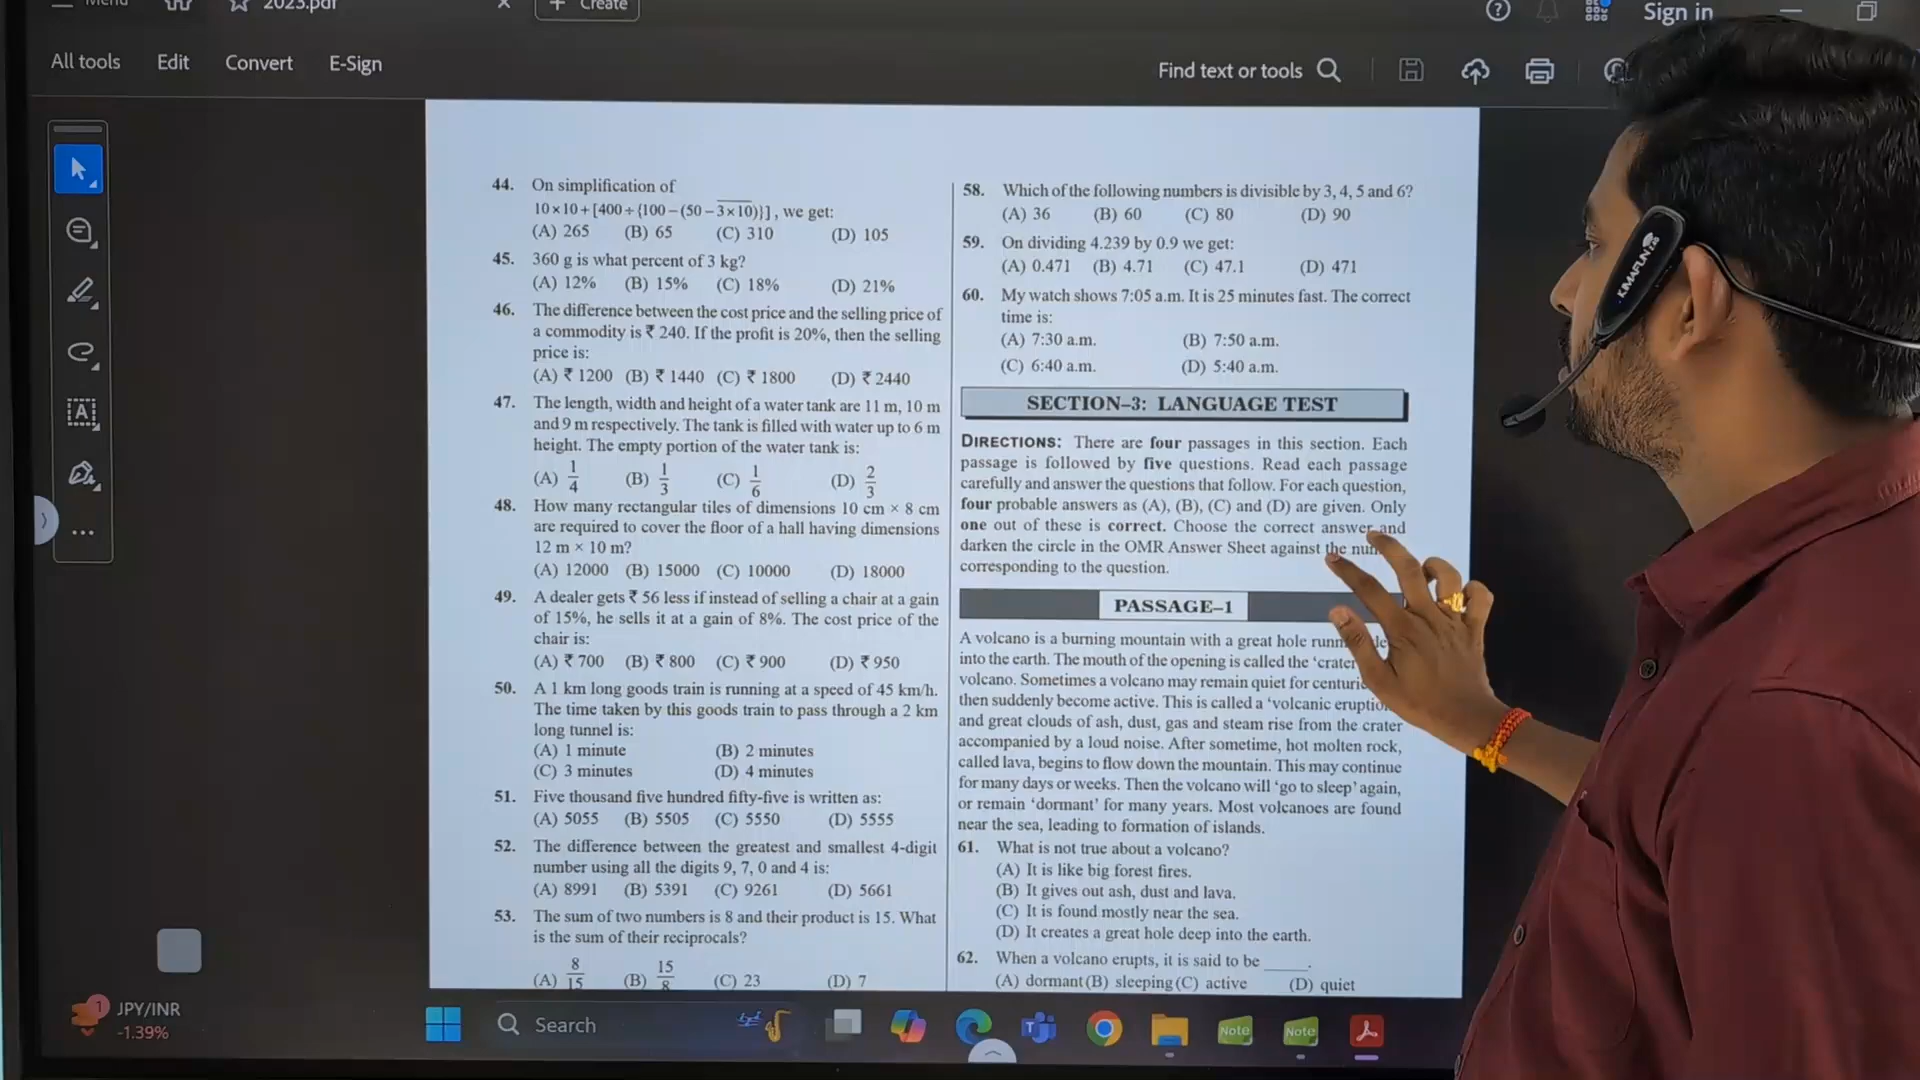 Menu
2023.pdf
Create
Sign in
All tools
Edit
Convert
E-Sign
Find text or tools
44. On simplification of
10×10+[400÷{100−(50−3×10)}], we get:
(A) 265 (B) 65 (C) 310 (D) 105
45. 360 g is what percent of 3 kg?
(A) 12% (B) 15% (C) 18% (D) 21%
46. The difference between the cost price and the selling price of
a commodity is ₹ 240. If the profit is 20%, then the selling
price is:
(A) ₹ 1200 (B) ₹ 1440 (C) ₹ 1800 (D) ₹ 2440
47. The length, width and height of a water tank are 11 m, 10 m
and 9 m respectively. The tank is filled with water up to 6 m
height. The empty portion of the water tank is:
(A) 1/4 (B) 1/3 (C) 1/6 (D) 2/3
48. How many rectangular tiles of dimensions 10 cm × 8 cm
are required to cover the floor of a hall having dimensions
12 m × 10 m?
(A) 12000 (B) 15000 (C) 10000 (D) 18000
49. A dealer gets ₹ 56 less if instead of selling a chair at a gain
of 15%, he sells it at a gain of 8%. The cost price of the
chair is:
(A) ₹ 700 (B) ₹ 800 (C) ₹ 900 (D) ₹ 950
50. A 1 km long goods train is running at a speed of 45 km/h.
The time taken by this goods train to pass through a 2 km
long tunnel is:
(A) 1 minute (B) 2 minutes
(C) 3 minutes (D) 4 minutes
51. Five thousand five hundred fifty-five is written as:
(A) 5055 (B) 5505 (C) 5550 (D) 5555
52. The difference between the greatest and smallest 4-digit
number using all the digits 9, 7, 0 and 4 is:
(A) 8991 (B) 5391 (C) 9261 (D) 5661
53. The sum of two numbers is 8 and their product is 15. What
is the sum of their reciprocals?
(A) 8/15 (B) 15/8 (C) 23 (D) 7
58. Which of the following numbers is divisible by 3, 4, 5 and 6?
(A) 36 (B) 60 (C) 80 (D) 90
59. On dividing 4.239 by 0.9 we get:
(A) 0.471 (B) 4.71 (C) 47.1 (D) 471
60. My watch shows 7:05 a.m. It is 25 minutes fast. The correct
time is:
(A) 7:30 a.m. (B) 7:50 a.m.
(C) 6:40 a.m. (D) 5:40 a.m.
SECTION–3: LANGUAGE TEST
DIRECTIONS: There are four passages in this section. Each
passage is followed by five questions. Read each passage
carefully and answer the questions that follow. For each question,
four probable answers as (A), (B), (C) and (D) are given. Only
one out of these is correct. Choose the correct answer and
darken the circle in the OMR Answer Sheet against the
corresponding to the question.
PASSAGE–1
A volcano is a burning mountain with a great hole
into the earth. The mouth of the opening is called the 'crater
volcano. Sometimes a volcano may remain quiet for
then suddenly become active. This is called a 'volcanic
and great clouds of ash, dust, gas and steam rise from the crater
accompanied by a loud noise. After sometime, hot molten rock,
called lava, begins to flow down the mountain. This may continue
for many days or weeks. Then the volcano will 'go to sleep' again,
or remain 'dormant' for many years. Most volcanoes are found
near the sea, leading to formation of islands.
61. What is not true about a volcano?
(A) It is like big forest fires.
(B) It gives out ash, dust and lava.
(C) It is found mostly near the sea.
(D) It creates a great hole deep into the earth.
62. When a volcano erupts, it is said to be _____.
(A) dormant (B) sleeping (C) active (D) quiet
KIMAFUN
1
JPY/INR
-1.39%
Search
Note
Note